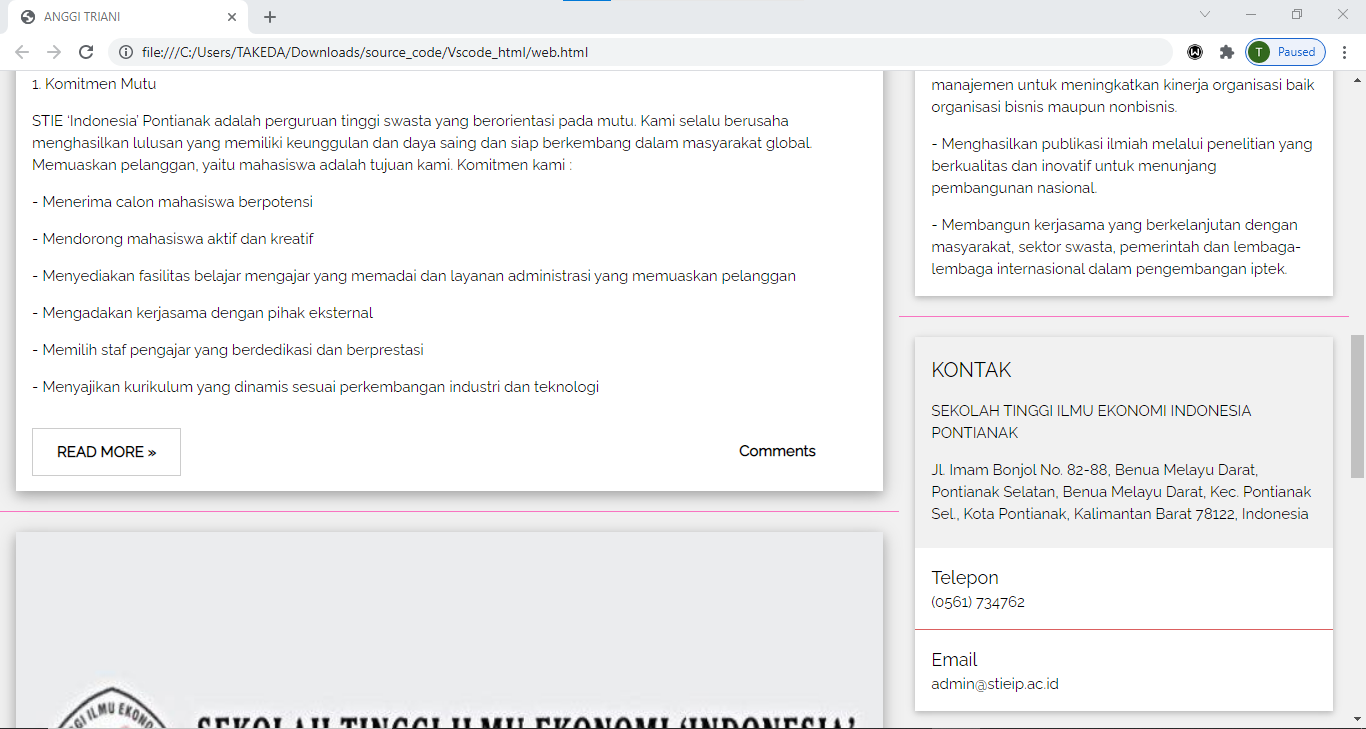 ANGGI TRIANI
file:///C:/Users/TAKEDA/Downloads/source_code/Vscode_html/web.html
W
T
Paused
1. Komitmen Mutu
STIE ‘Indonesia’ Pontianak adalah perguruan tinggi swasta yang berorientasi pada mutu. Kami selalu berusaha
menghasilkan lulusan yang memiliki keunggulan dan daya saing dan siap berkembang dalam masyarakat global.
Memuaskan pelanggan, yaitu mahasiswa adalah tujuan kami. Komitmen kami :
- Menerima calon mahasiswa berpotensi
- Mendorong mahasiswa aktif dan kreatif
- Menyediakan fasilitas belajar mengajar yang memadai dan layanan administrasi yang memuaskan pelanggan
- Mengadakan kerjasama dengan pihak eksternal
- Memilih staf pengajar yang berdedikasi dan berprestasi
- Menyajikan kurikulum yang dinamis sesuai perkembangan industri dan teknologi
READ MORE »
Comments
NGGI ILMU EKONO
SEKOLAH TINGGI ILMU EKONOMI ‘INDONESIA’
manajemen untuk meningkatkan kinerja organisasi baik
organisasi bisnis maupun nonbisnis.
- Menghasilkan publikasi ilmiah melalui penelitian yang
berkualitas dan inovatif untuk menunjang
pembangunan nasional.
- Membangun kerjasama yang berkelanjutan dengan
masyarakat, sektor swasta, pemerintah dan lembaga-
lembaga internasional dalam pengembangan iptek.
KONTAK
SEKOLAH TINGGI ILMU EKONOMI INDONESIA
PONTIANAK
Jl. Imam Bonjol No. 82-88, Benua Melayu Darat,
Pontianak Selatan, Benua Melayu Darat, Kec. Pontianak
Sel., Kota Pontianak, Kalimantan Barat 78122, Indonesia
Telepon
(0561) 734762
Email
admin@stieip.ac.id